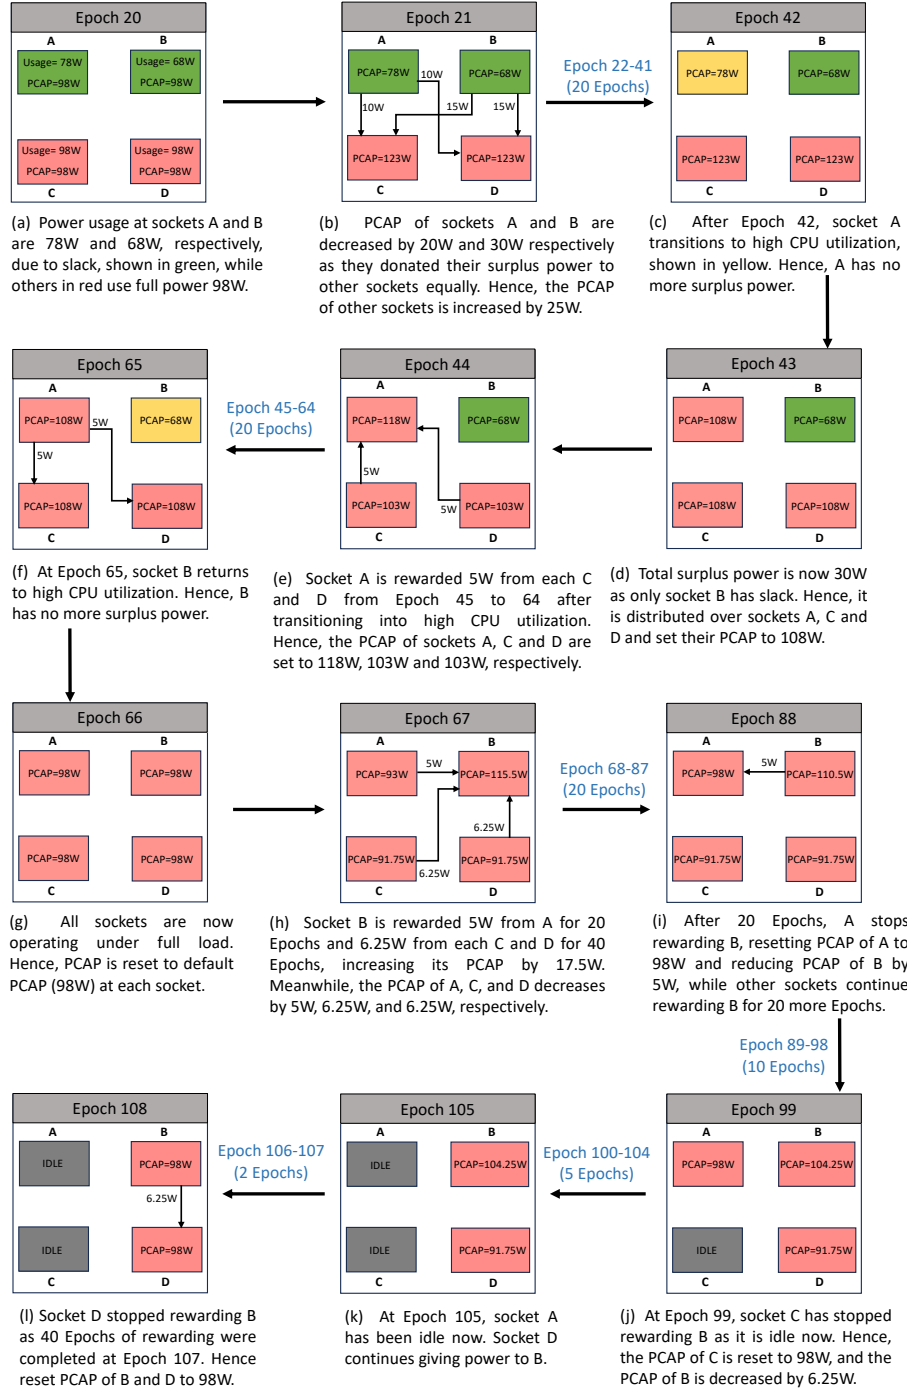 Epoch 20
A
B
Usage= 78W
PCAP=98W
Usage= 68W
PCAP=98W
Usage= 98W
PCAP=98W
Usage= 98W
PCAP=98W
C
D
(a) Power usage at sockets A and B
are 78W and 68W, respectively,
due to slack, shown in green, while
others in red use full power 98W.
Epoch 21
A
B
PCAP=78W
10W
PCAP=68W
10W
15W
15W
PCAP=123W
PCAP=123W
C
D
(b) PCAP of sockets A and B are
decreased by 20W and 30W respectively
as they donated their surplus power to
other sockets equally. Hence, the PCAP
of other sockets is increased by 25W.
Epoch 22-41
(20 Epochs)
Epoch 42
A
B
PCAP=78W
PCAP=68W
PCAP=123W
PCAP=123W
C
D
(c) After Epoch 42, socket A
transitions to high CPU utilization,
shown in yellow. Hence, A has no
more surplus power.
Epoch 65
A
B
PCAP=108W
5W
PCAP=68W
5W
PCAP=108W
PCAP=108W
C
D
(f) At Epoch 65, socket B returns
to high CPU utilization. Hence, B
has no more surplus power.
Epoch 45-64
(20 Epochs)
Epoch 44
A
B
PCAP=118W
PCAP=68W
5W
PCAP=103W
5W
PCAP=103W
C
D
(e) Socket A is rewarded 5W from each C
and D from Epoch 45 to 64 after
transitioning into high CPU utilization.
Hence, the PCAP of sockets A, C and D are
set to 118W, 103W and 103W, respectively.
Epoch 43
A
B
PCAP=108W
PCAP=68W
PCAP=108W
PCAP=108W
C
D
(d) Total surplus power is now 30W
as only socket B has slack. Hence, it
is distributed over sockets A, C and
D and set their PCAP to 108W.
Epoch 66
A
B
PCAP=98W
PCAP=98W
PCAP=98W
PCAP=98W
C
D
(g) All sockets are now
operating under full load.
Hence, PCAP is reset to default
PCAP (98W) at each socket.
Epoch 67
A
B
PCAP=93W
5W
PCAP=115.5W
6.25W
PCAP=91.75W
6.25W
PCAP=91.75W
C
D
(h) Socket B is rewarded 5W from A for 20
Epochs and 6.25W from each C and D for 40
Epochs, increasing its PCAP by 17.5W.
Meanwhile, the PCAP of A, C, and D decreases
by 5W, 6.25W, and 6.25W, respectively.
Epoch 68-87
(20 Epochs)
Epoch 88
A
B
PCAP=98W
5W
PCAP=110.5W
PCAP=91.75W
PCAP=91.75W
C
D
(i) After 20 Epochs, A stops
rewarding B, resetting PCAP of A to
98W and reducing PCAP of B by
5W, while other sockets continue
rewarding B for 20 more Epochs.
Epoch 89-98
(10 Epochs)
Epoch 108
A
B
IDLE
PCAP=98W
6.25W
IDLE
PCAP=98W
C
D
(l) Socket D stopped rewarding B
as 40 Epochs of rewarding were
completed at Epoch 107. Hence
reset PCAP of B and D to 98W.
Epoch 106-107
(2 Epochs)
Epoch 105
A
B
IDLE
PCAP=104.25W
IDLE
PCAP=91.75W
C
D
(k) At Epoch 105, socket A
has been idle now. Socket D
continues giving power to B.
Epoch 100-104
(5 Epochs)
Epoch 99
A
B
PCAP=98W
PCAP=104.25W
IDLE
PCAP=91.75W
C
D
(j) At Epoch 99, socket C has stopped
rewarding B as it is idle now. Hence,
the PCAP of C is reset to 98W, and the
PCAP of B is decreased by 6.25W.